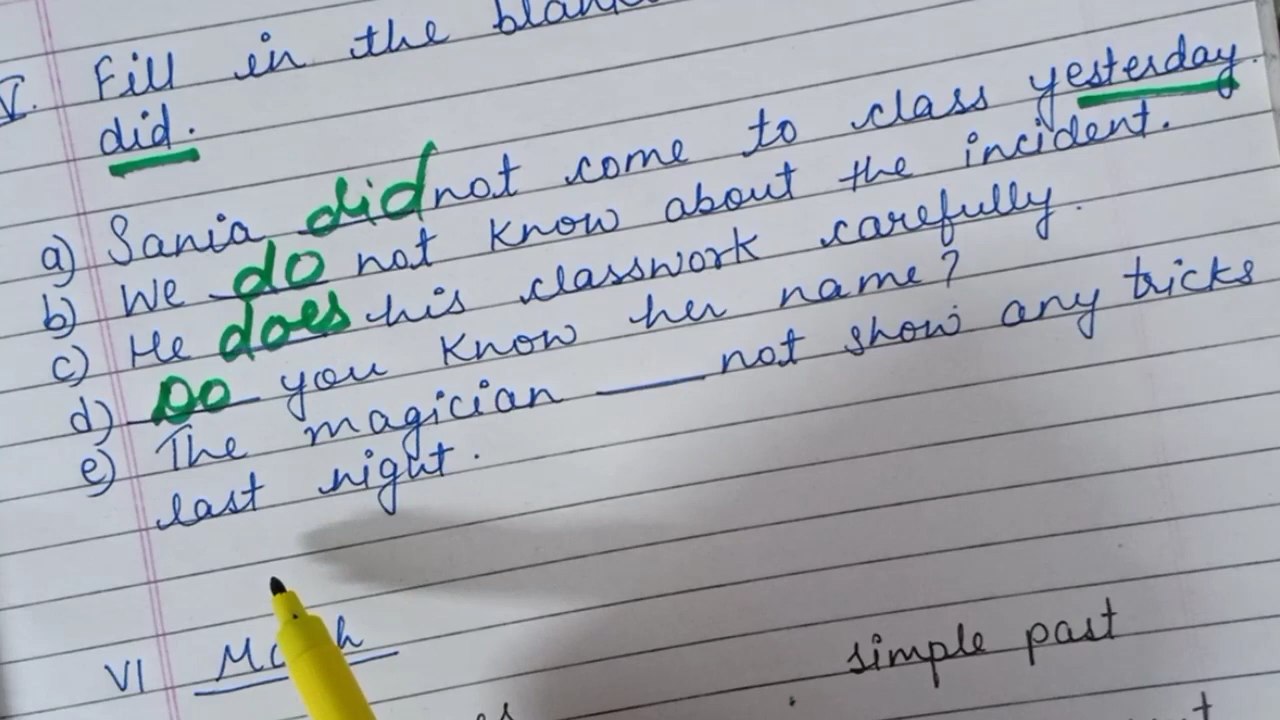 V. Fill in the
did.
a) Sania did not come to class yesterday.
b) We do not know about the incident.
c) He does his classwork carefully.
d) Do you know her name?
e) The magician ____ not show any tricks
last night.
VI
simple past